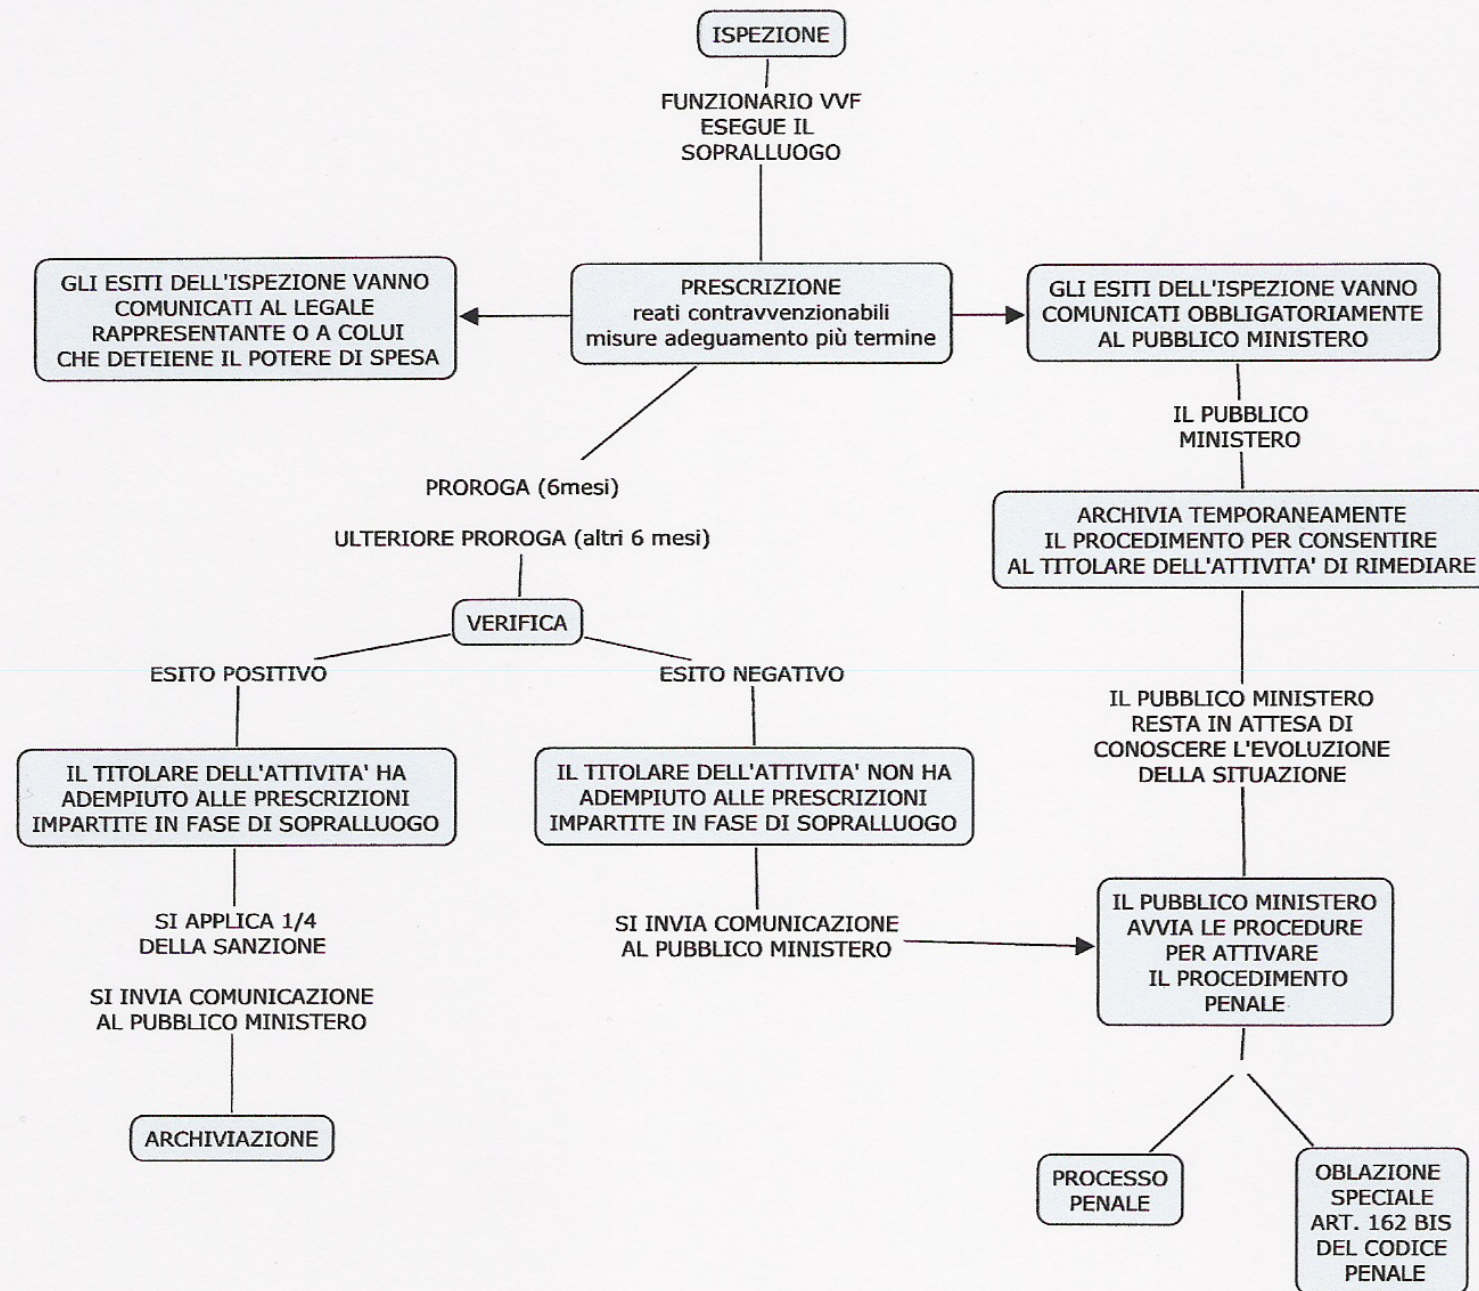 ISPEZIONE
FUNZIONARIO VVF
ESEGUE IL
SOPRALLUOGO
GLI ESITI DELL'ISPEZIONE VANNO
COMUNICATI AL LEGALE
RAPPRESENTANTE O A COLUI
CHE DETEIENE IL POTERE DI SPESA
PRESCRIZIONE
reati contravvenzionabili
misure adeguamento più termine
GLI ESITI DELL'ISPEZIONE VANNO
COMUNICATI OBBLIGATORIAMENTE
AL PUBBLICO MINISTERO
IL PUBBLICO
MINISTERO
PROROGA (6mesi)
ULTERIORE PROROGA (altri 6 mesi)
ARCHIVIA TEMPORANEAMENTE
IL PROCEDIMENTO PER CONSENTIRE
AL TITOLARE DELL'ATTIVITA' DI RIMEDIARE
VERIFICA
ESITO POSITIVO
ESITO NEGATIVO
IL PUBBLICO MINISTERO
RESTA IN ATTESA DI
CONOSCERE L'EVOLUZIONE
DELLA SITUAZIONE
IL TITOLARE DELL'ATTIVITA' HA
ADEMPIUTO ALLE PRESCRIZIONI
IMPARTITE IN FASE DI SOPRALLUOGO
IL TITOLARE DELL'ATTIVITA' NON HA
ADEMPIUTO ALLE PRESCRIZIONI
IMPARTITE IN FASE DI SOPRALLUOGO
SI APPLICA 1/4
DELLA SANZIONE
SI INVIA COMUNICAZIONE
AL PUBBLICO MINISTERO
SI INVIA COMUNICAZIONE
AL PUBBLICO MINISTERO
IL PUBBLICO MINISTERO
AVVIA LE PROCEDURE
PER ATTIVARE
IL PROCEDIMENTO
PENALE
ARCHIVIAZIONE
PROCESSO
PENALE
OBLAZIONE
SPECIALE
ART. 162 BIS
DEL CODICE
PENALE